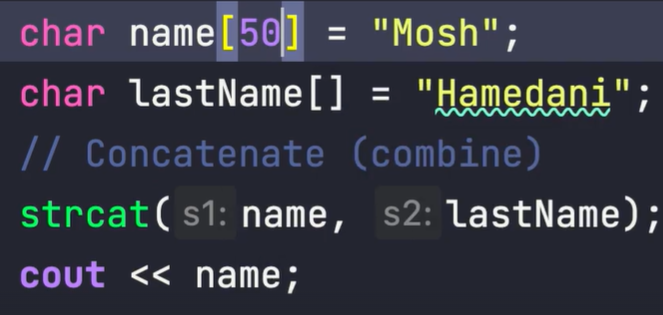 char name[50] = "Mosh";
char lastName[] = "Hamedani";
// Concatenate (combine)
strcat(s1: name, s2: lastName);
cout << name;